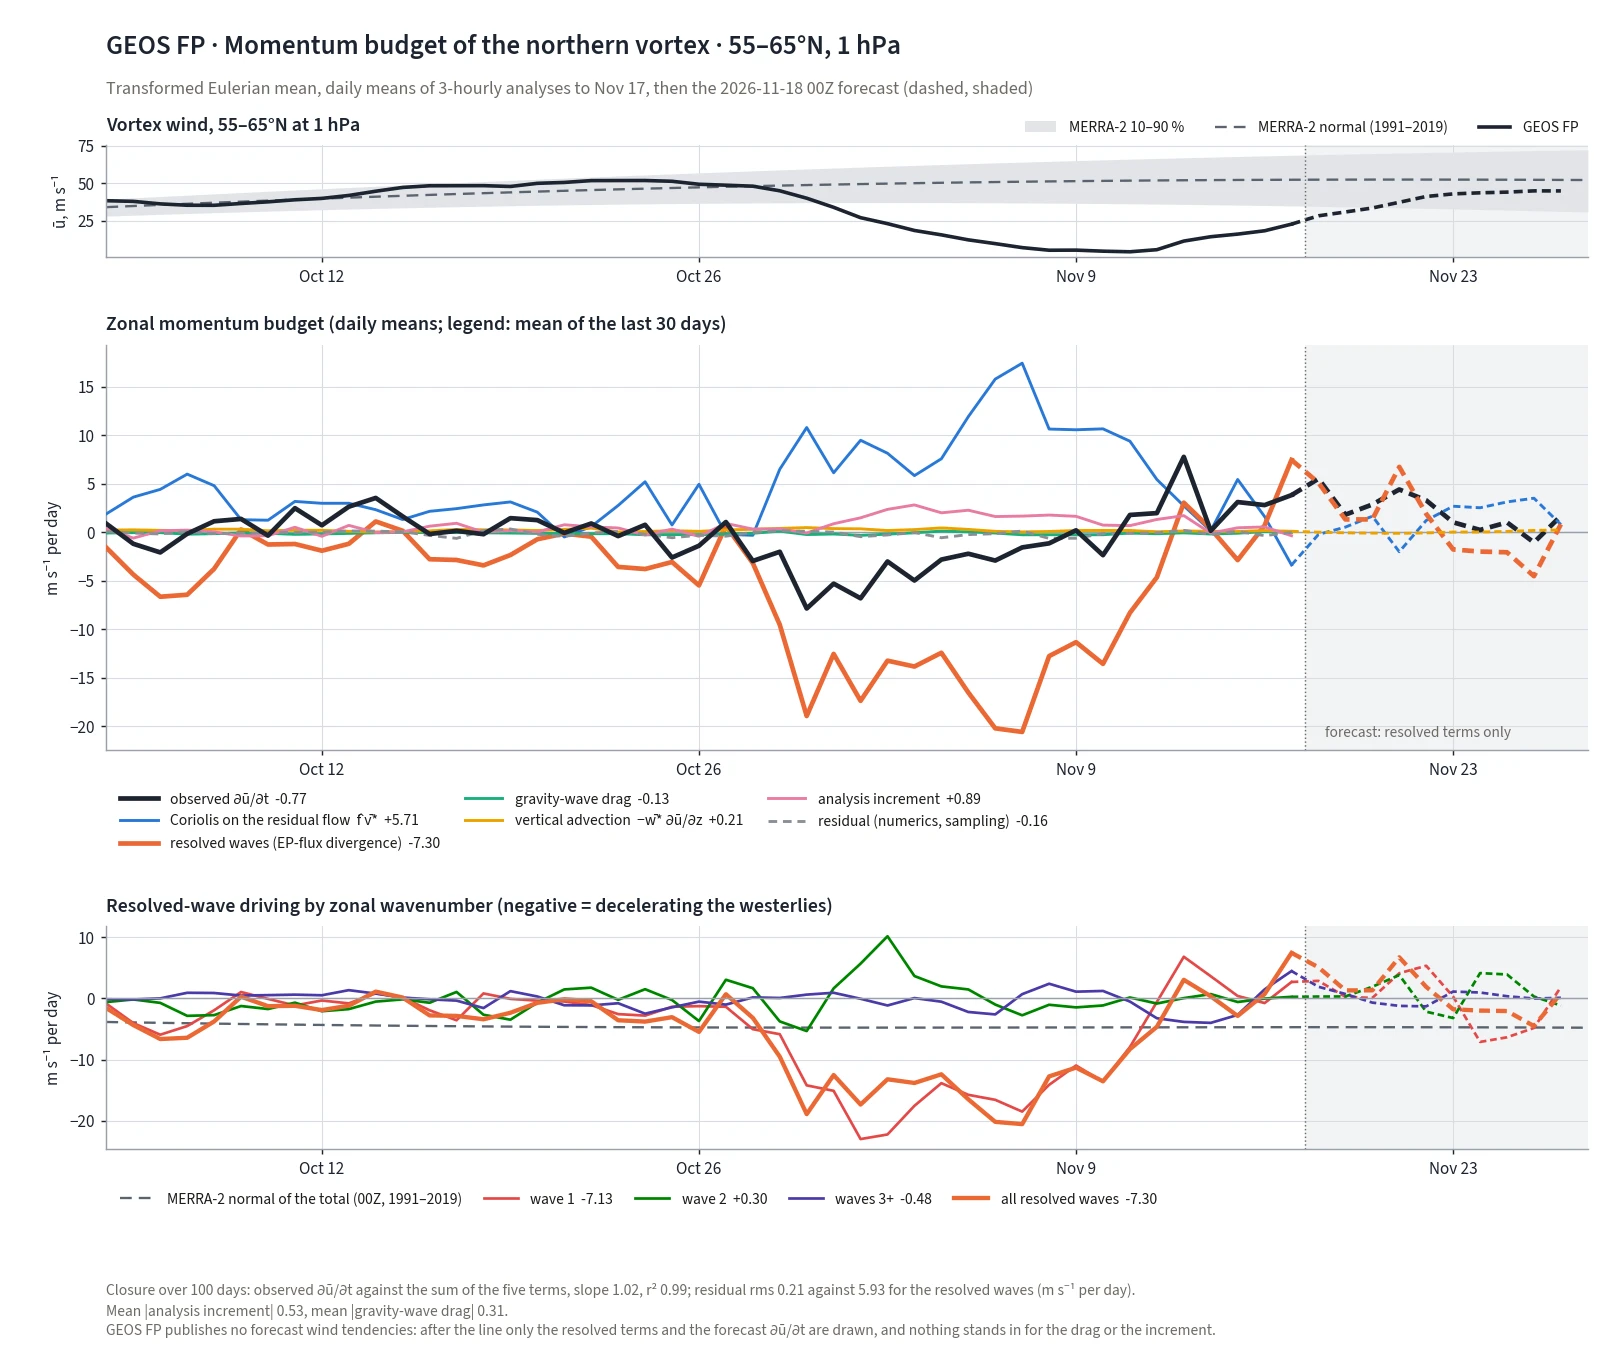 GEOS FP · Momentum budget of the northern vortex · 55–65°N, 1 hPa
Transformed Eulerian mean, daily means of 3-hourly analyses to Nov 17, then the 2026-11-18 00Z forecast (dashed, shaded)
Vortex wind, 55–65°N at 1 hPa
MERRA-2 10–90 %
MERRA-2 normal (1991–2019)
GEOS FP
75
50
25
ū, m s⁻¹
Oct 12
Oct 26
Nov 9
Nov 23
Zonal momentum budget (daily means; legend: mean of the last 30 days)
15
10
5
0
−5
−10
−15
−20
m s⁻¹ per day
forecast: resolved terms only
Oct 12
Oct 26
Nov 9
Nov 23
observed ∂ū/∂t -0.77
gravity-wave drag -0.13
analysis increment +0.89
Coriolis on the residual flow f v̄* +5.71
vertical advection −w̄* ∂ū/∂z +0.21
residual (numerics, sampling) -0.16
resolved waves (EP-flux divergence) -7.30
Resolved-wave driving by zonal wavenumber (negative = decelerating the westerlies)
10
0
−10
−20
m s⁻¹ per day
Oct 12
Oct 26
Nov 9
Nov 23
MERRA-2 normal of the total (00Z, 1991–2019)
wave 1 -7.13
wave 2 +0.30
waves 3+ -0.48
all resolved waves -7.30
Closure over 100 days: observed ∂ū/∂t against the sum of the five terms, slope 1.02, r² 0.99; residual rms 0.21 against 5.93 for the resolved waves (m s⁻¹ per day).
Mean |analysis increment| 0.53, mean |gravity-wave drag| 0.31.
GEOS FP publishes no forecast wind tendencies: after the line only the resolved terms and the forecast ∂ū/∂t are drawn, and nothing stands in for the drag or the increment.